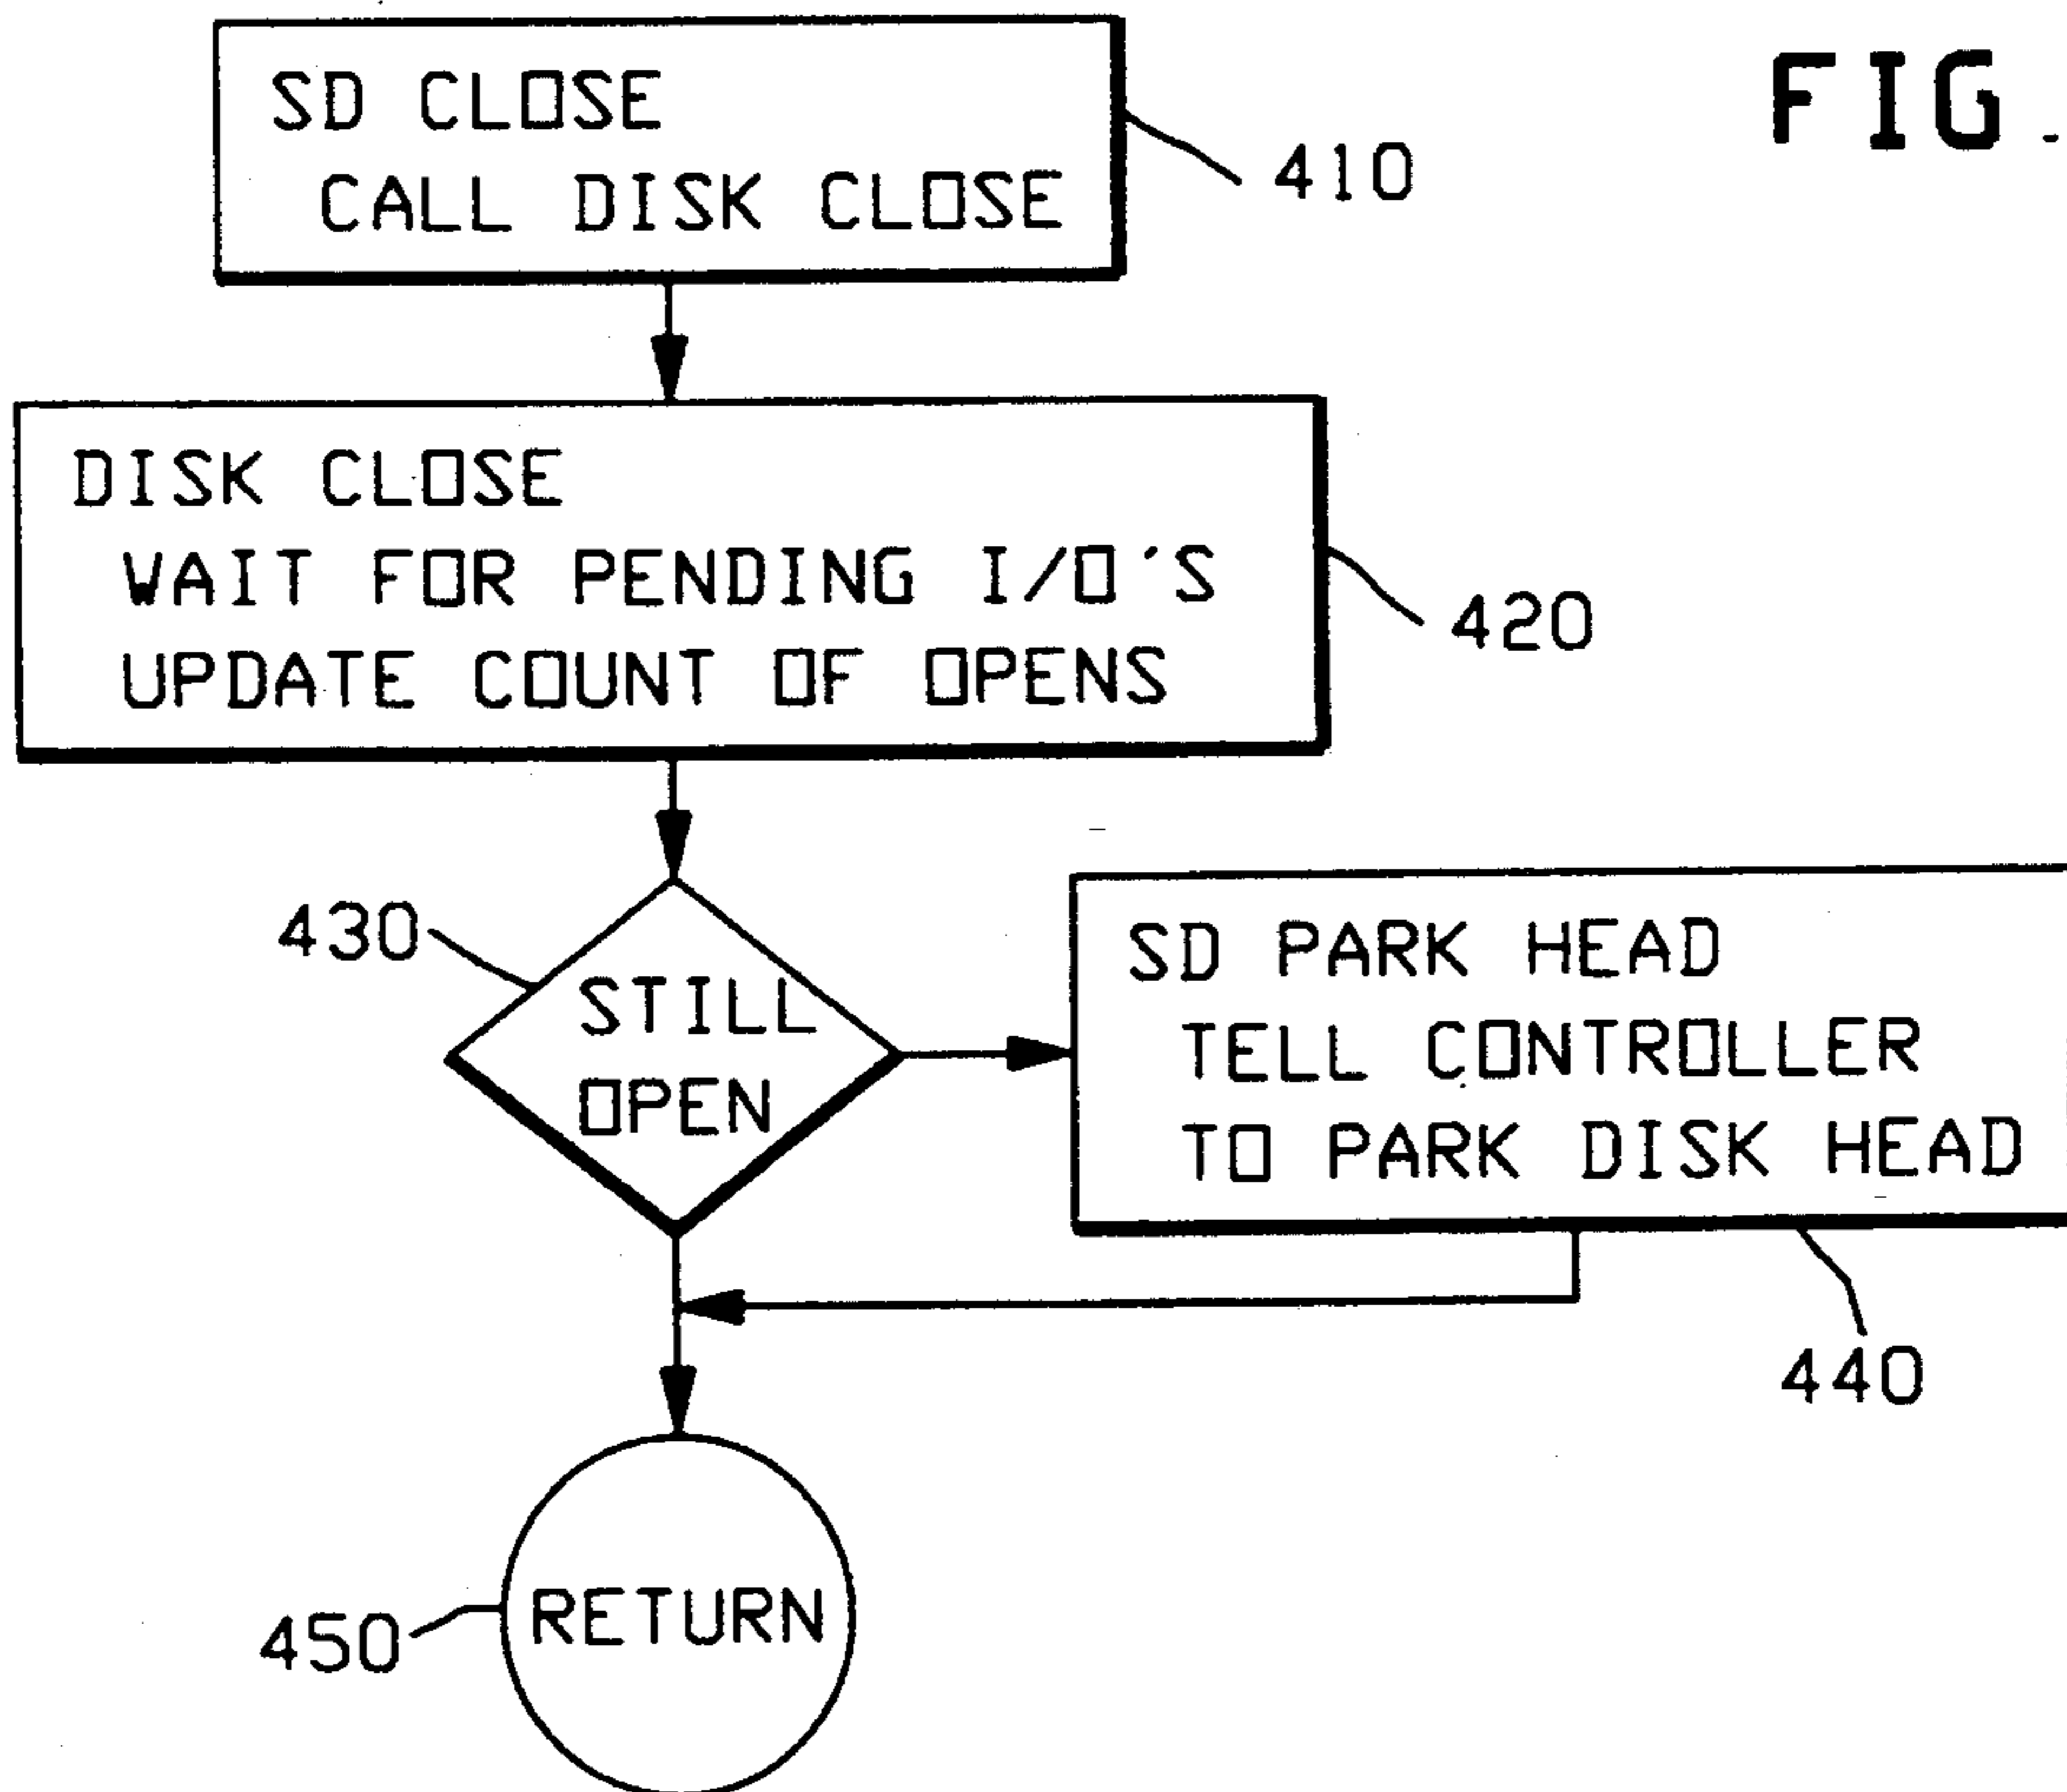 FIG.
SD CLOSE
CALL DISK CLOSE
410
DISK CLOSE
WAIT FOR PENDING I/O'S
UPDATE COUNT OF OPENS
420
430
STILL
OPEN
SD PARK HEAD
TELL CONTROLLER
TO PARK DISK HEAD
440
450
RETURN